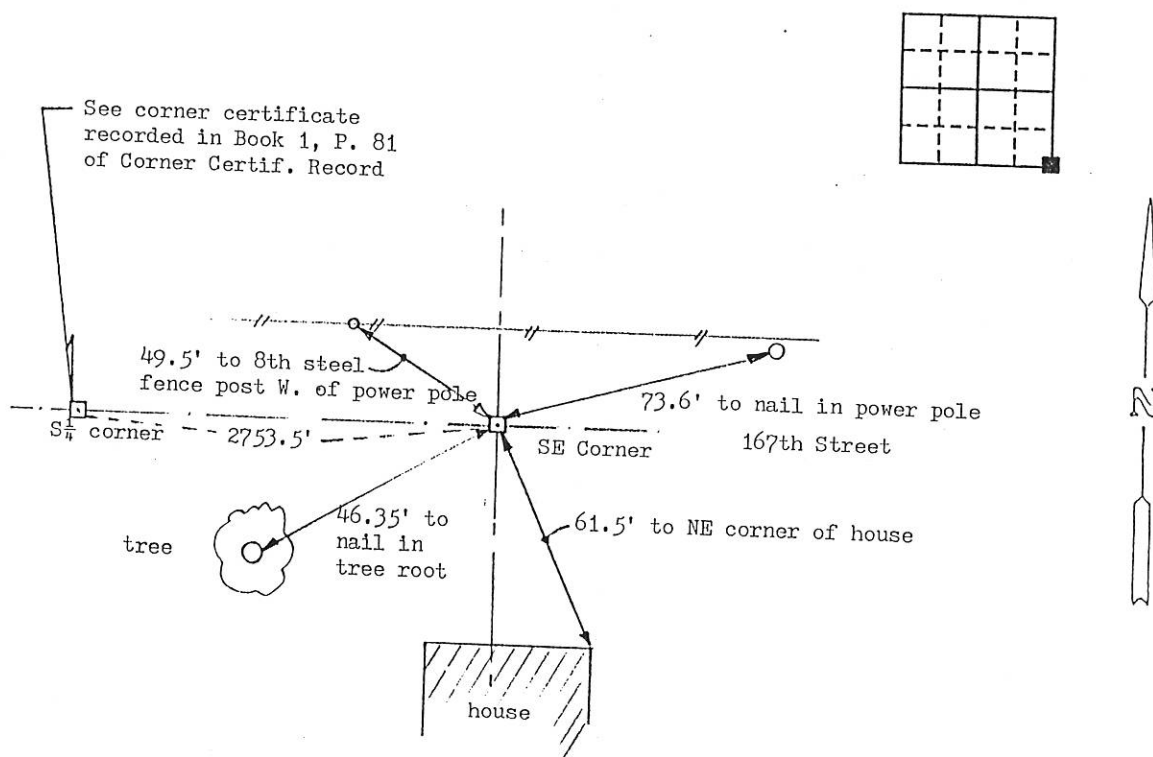 See corner certificate
recorded in Book 1, P. 81
of Corner Certif. Record
49.5' to 8th steel
fence post W. of power pole
73.6' to nail in power pole
S¼ corner
2753.5'
SE Corner
167th Street
N
46.35' to
nail in
tree root
61.5' to NE corner of house
tree
house